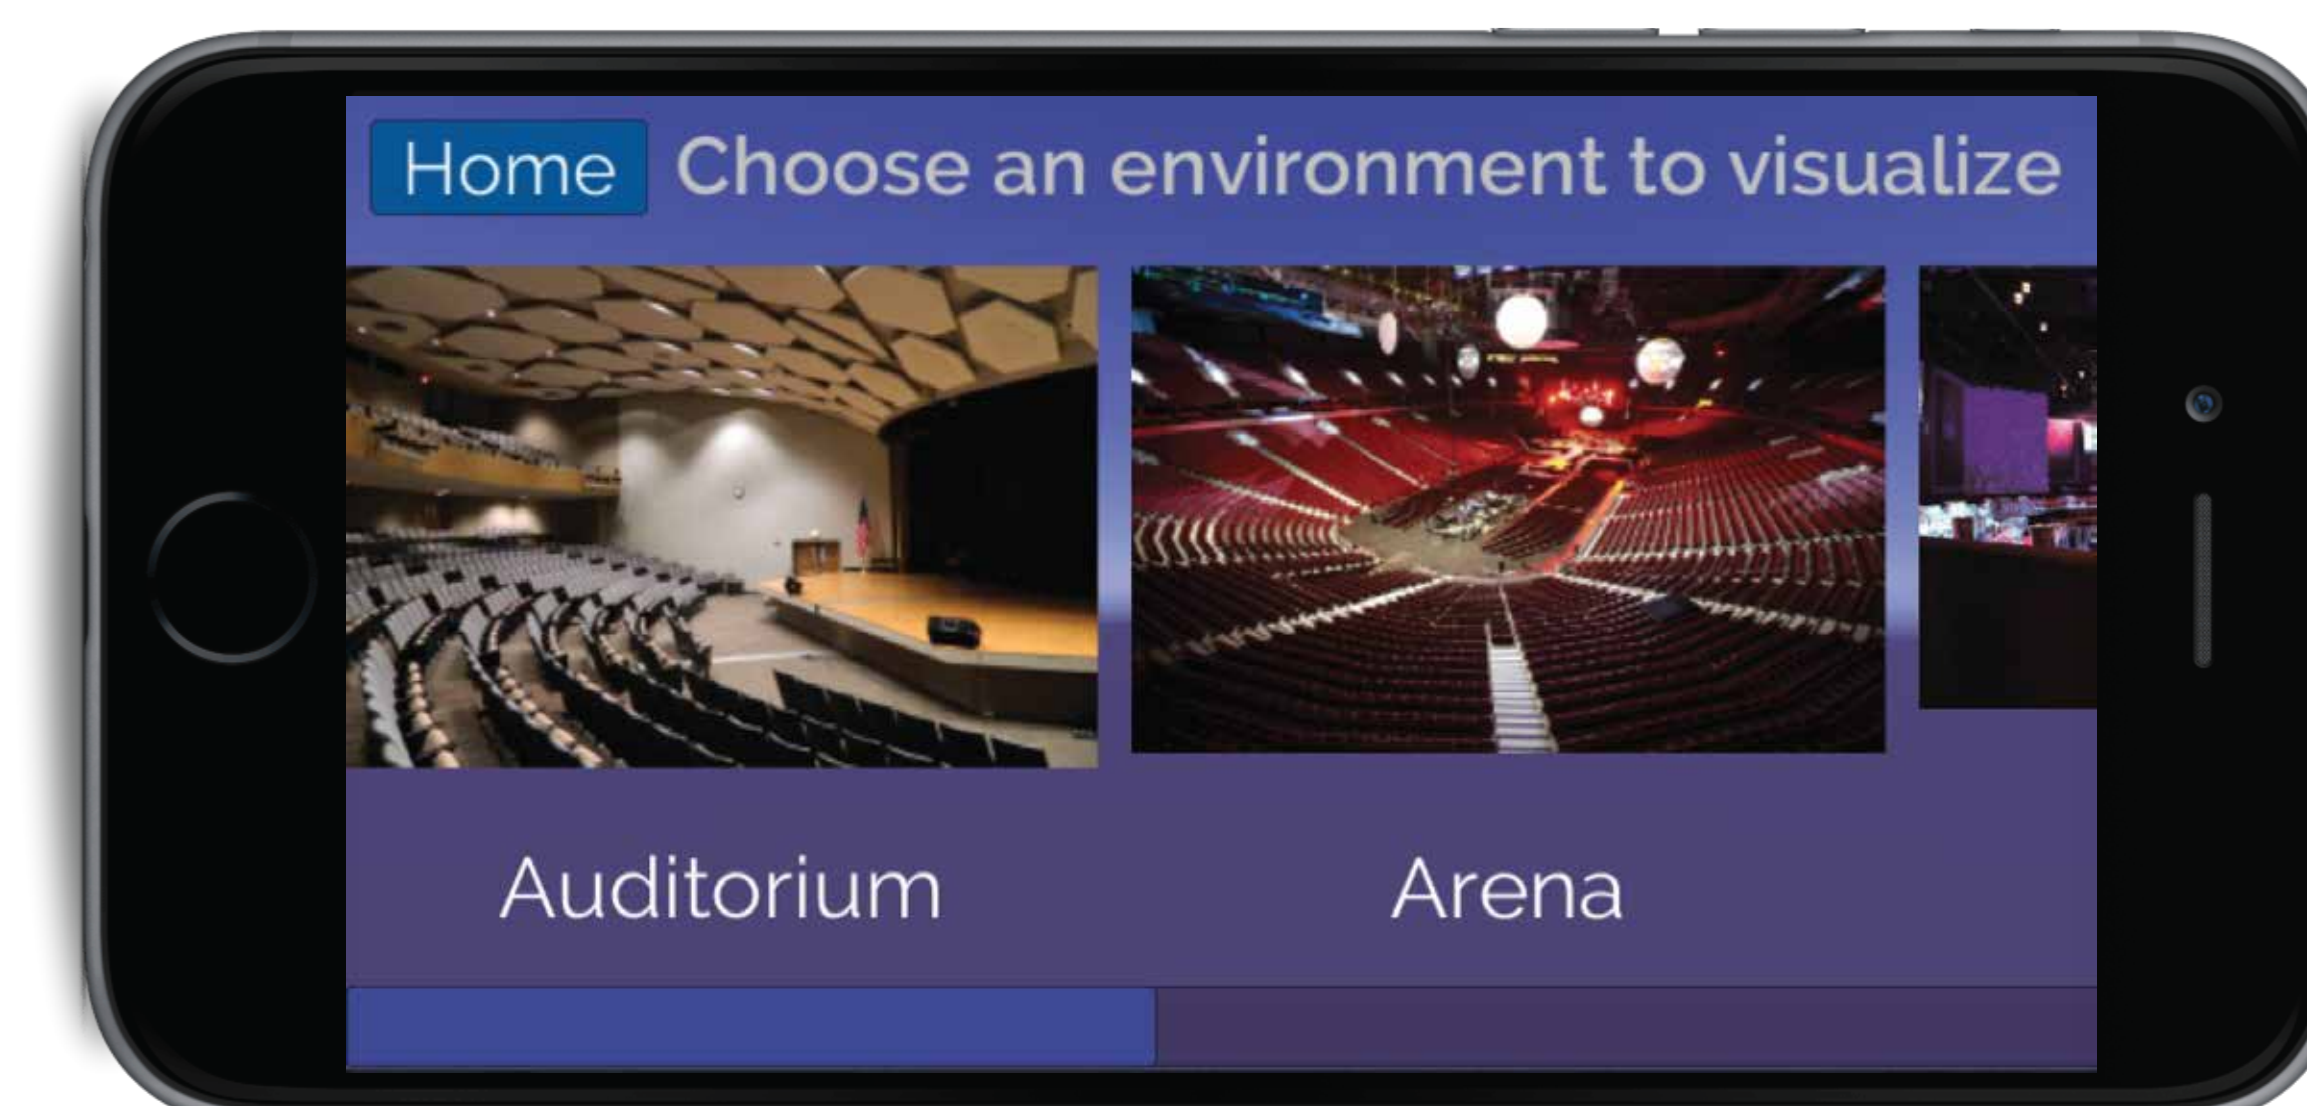 Home
Choose an environment to visualize
Auditorium
Arena